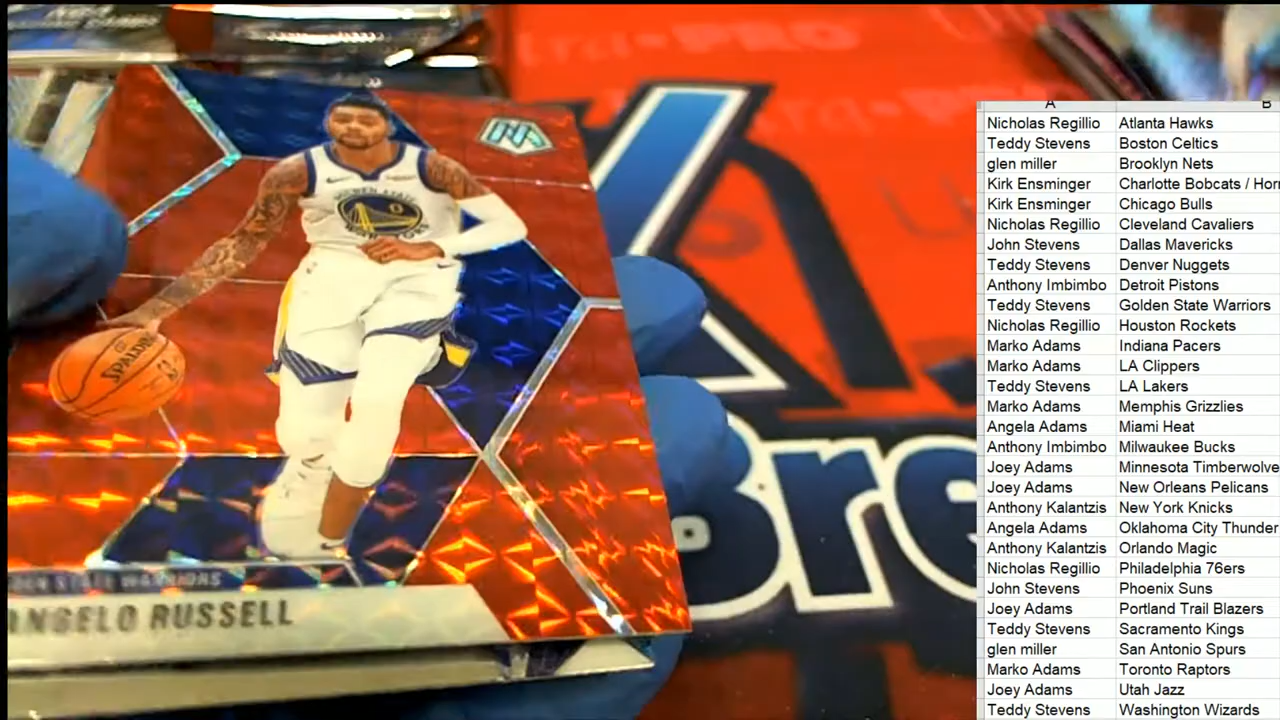 ANGELO RUSSELL
STATE WARRIORS
SPALDING
Bre
A B
Nicholas Regillio Atlanta Hawks
Teddy Stevens Boston Celtics
glen miller Brooklyn Nets
Kirk Ensminger Charlotte Bobcats / Horn
Kirk Ensminger Chicago Bulls
Nicholas Regillio Cleveland Cavaliers
John Stevens Dallas Mavericks
Teddy Stevens Denver Nuggets
Anthony Imbimbo Detroit Pistons
Teddy Stevens Golden State Warriors
Nicholas Regillio Houston Rockets
Marko Adams Indiana Pacers
Marko Adams LA Clippers
Teddy Stevens LA Lakers
Marko Adams Memphis Grizzlies
Angela Adams Miami Heat
Anthony Imbimbo Milwaukee Bucks
Joey Adams Minnesota Timberwolve
Joey Adams New Orleans Pelicans
Anthony Kalantzis New York Knicks
Angela Adams Oklahoma City Thunder
Anthony Kalantzis Orlando Magic
Nicholas Regillio Philadelphia 76ers
John Stevens Phoenix Suns
Joey Adams Portland Trail Blazers
Teddy Stevens Sacramento Kings
glen miller San Antonio Spurs
Marko Adams Toronto Raptors
Joey Adams Utah Jazz
Teddy Stevens Washington Wizards